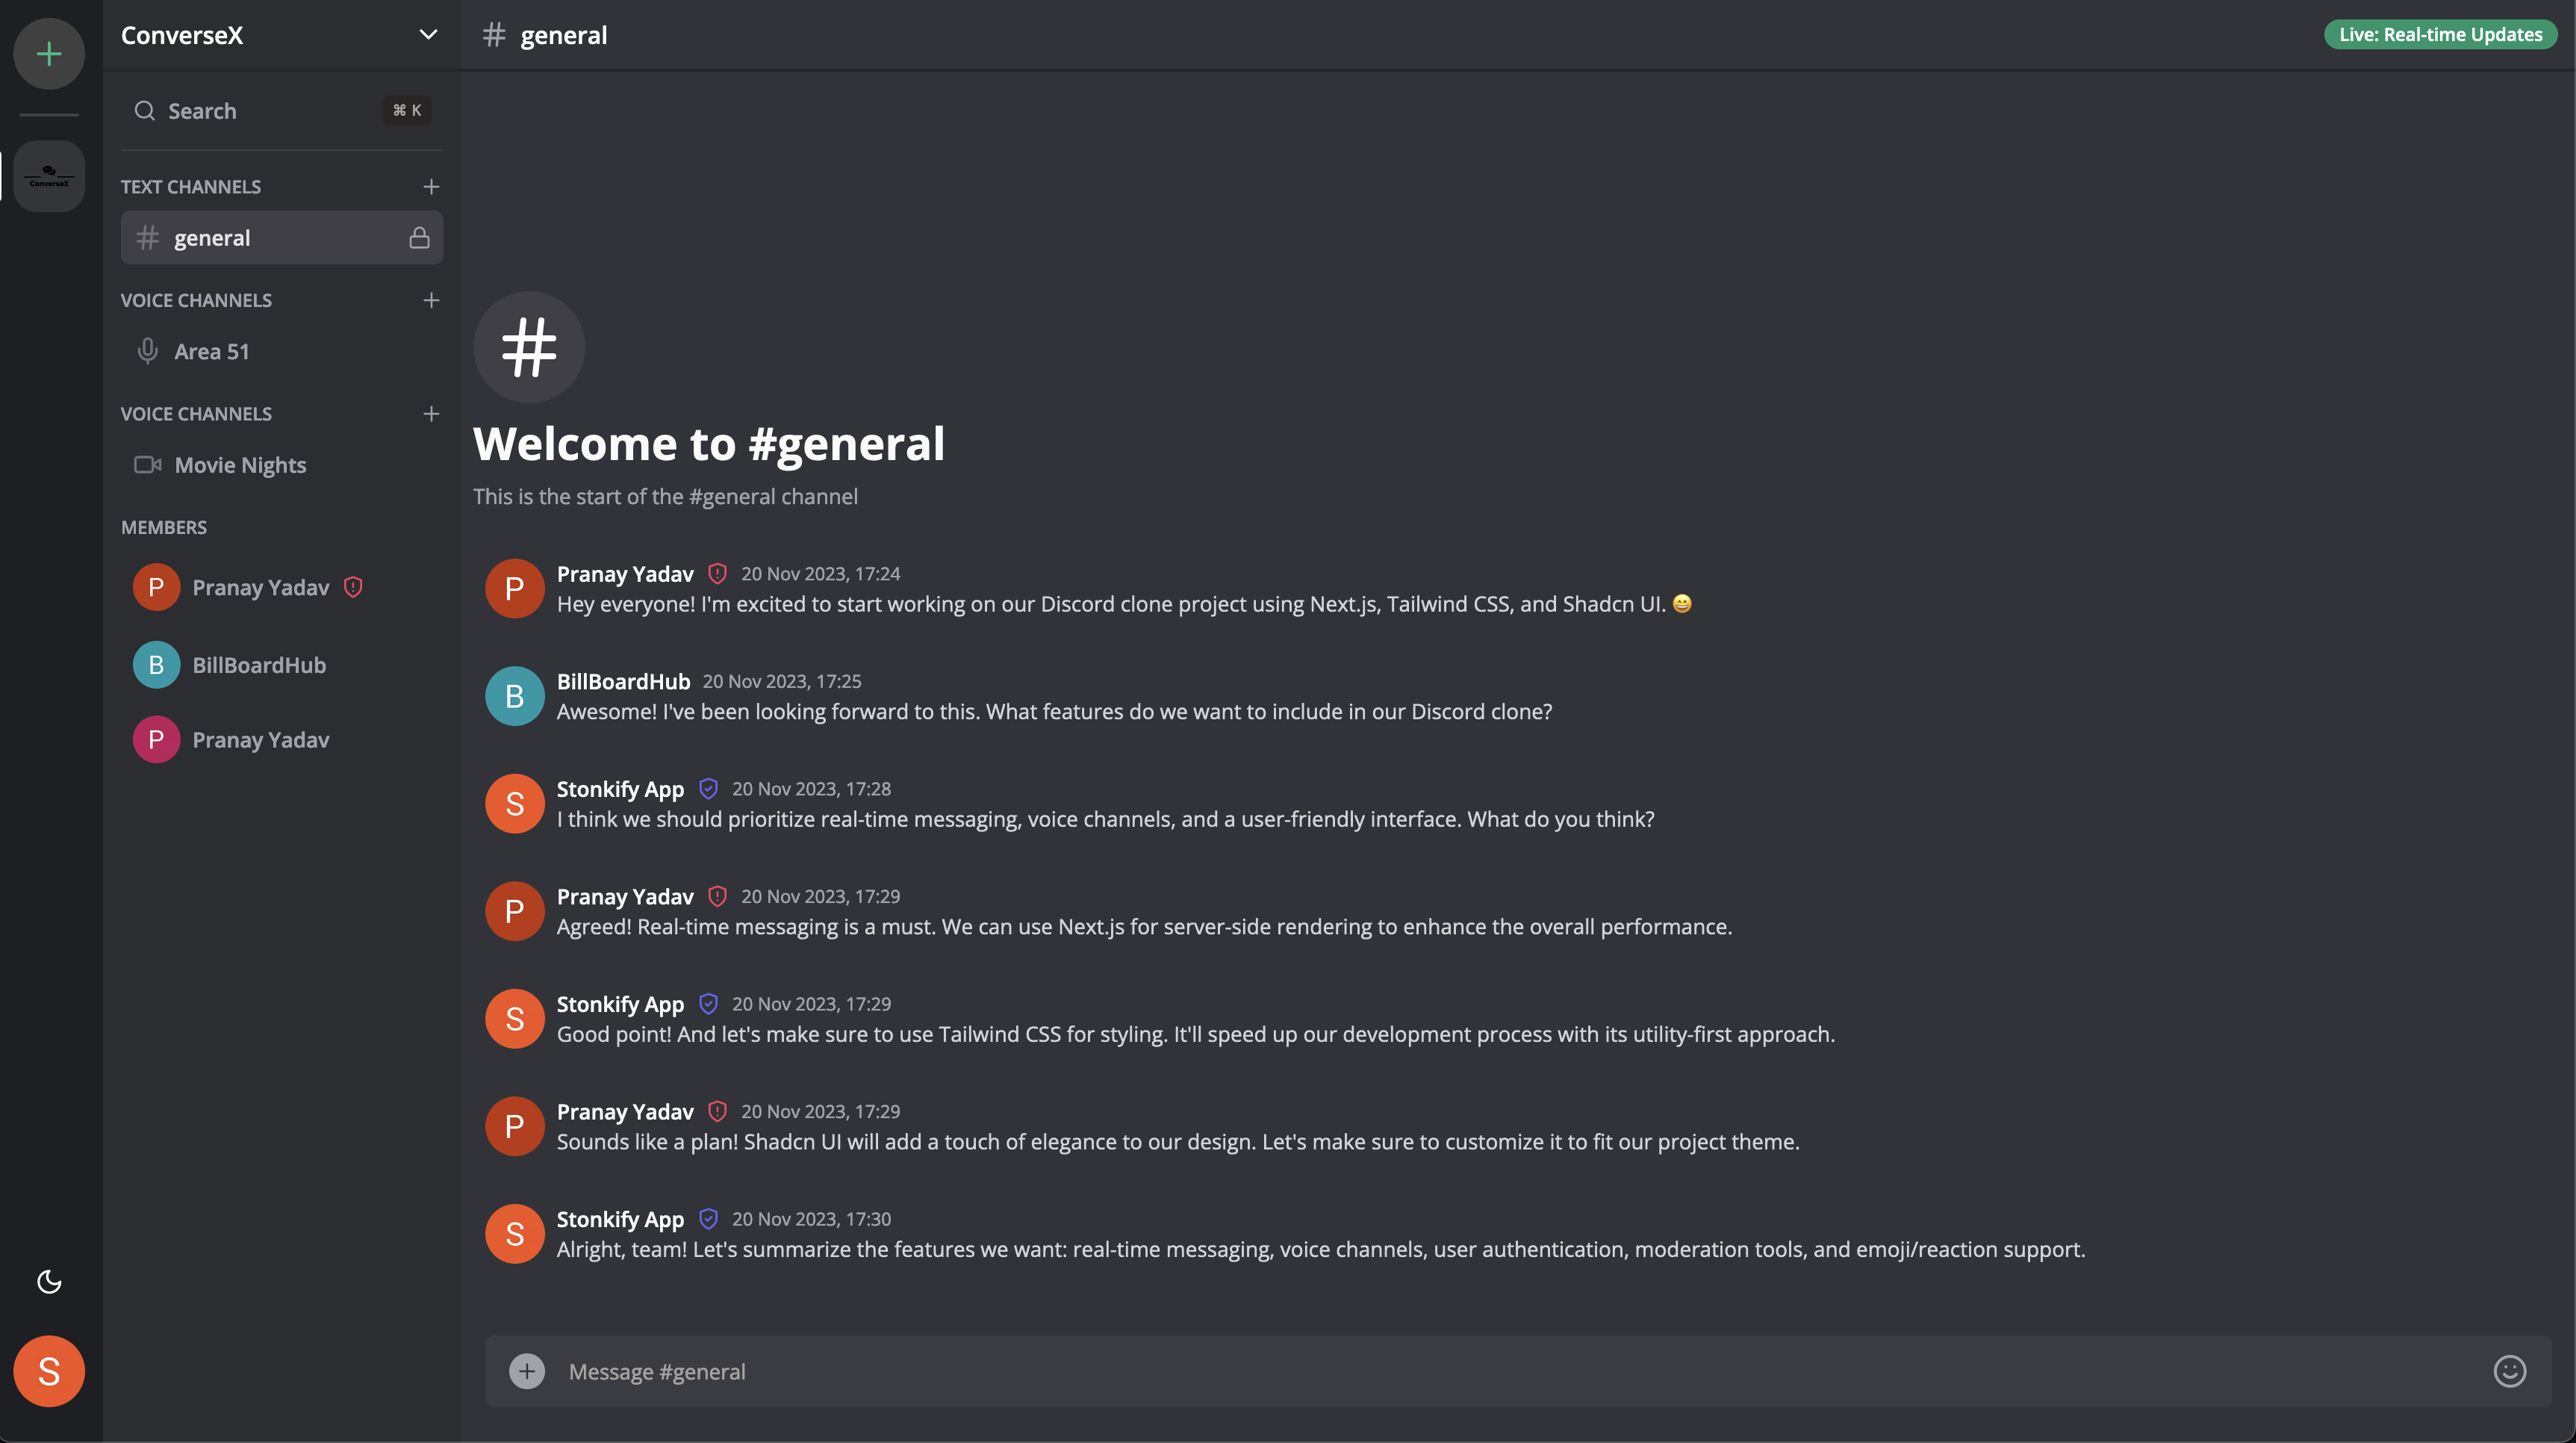 ConverseX
Search
⌘ K
TEXT CHANNELS
general
VOICE CHANNELS
Area 51
VOICE CHANNELS
Movie Nights
MEMBERS
P Pranay Yadav
B BillBoardHub
P Pranay Yadav
ConverseX
S
# general
Live: Real-time Updates
#
Welcome to #general
This is the start of the #general channel
P
Pranay Yadav 20 Nov 2023, 17:24
Hey everyone! I'm excited to start working on our Discord clone project using Next.js, Tailwind CSS, and Shadcn UI. 😄
B
BillBoardHub 20 Nov 2023, 17:25
Awesome! I've been looking forward to this. What features do we want to include in our Discord clone?
S
Stonkify App 20 Nov 2023, 17:28
I think we should prioritize real-time messaging, voice channels, and a user-friendly interface. What do you think?
P
Pranay Yadav 20 Nov 2023, 17:29
Agreed! Real-time messaging is a must. We can use Next.js for server-side rendering to enhance the overall performance.
S
Stonkify App 20 Nov 2023, 17:29
Good point! And let's make sure to use Tailwind CSS for styling. It'll speed up our development process with its utility-first approach.
P
Pranay Yadav 20 Nov 2023, 17:29
Sounds like a plan! Shadcn UI will add a touch of elegance to our design. Let's make sure to customize it to fit our project theme.
S
Stonkify App 20 Nov 2023, 17:30
Alright, team! Let's summarize the features we want: real-time messaging, voice channels, user authentication, moderation tools, and emoji/reaction support.
Message #general